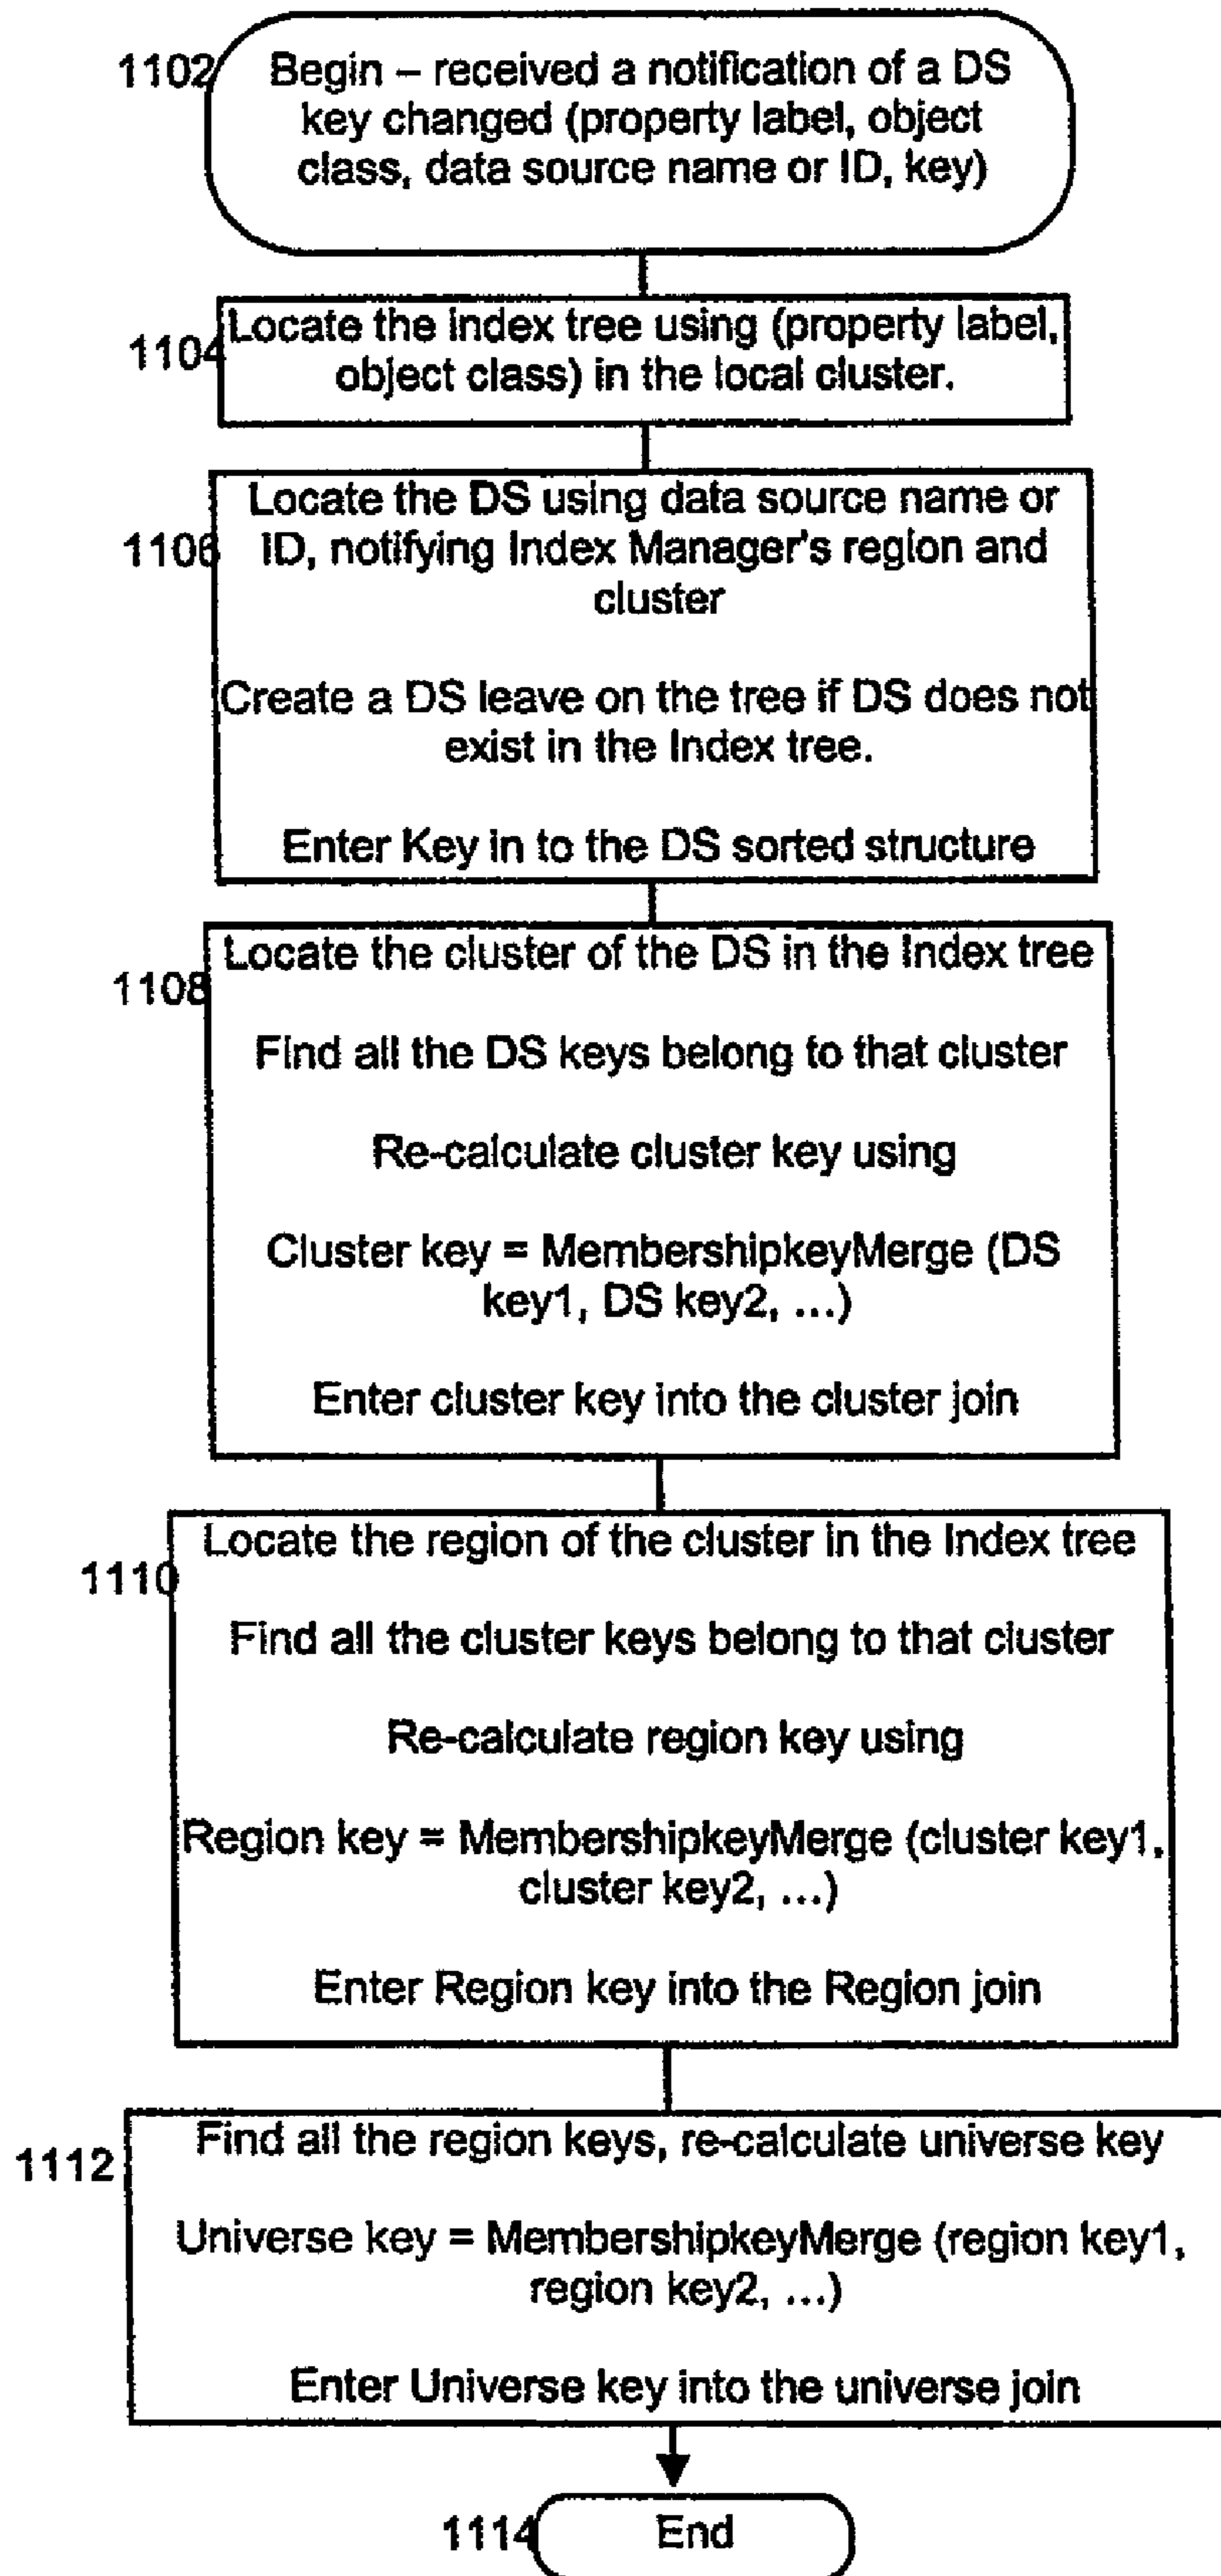 1102
Begin – received a notification of a DS
key changed (property label, object
class, data source name or ID, key)
1104
Locate the Index tree using (property label,
object class) in the local cluster.
1106
Locate the DS using data source name or
ID, notifying Index Manager's region and
cluster
Create a DS leave on the tree if DS does not
exist in the Index tree.
Enter Key in to the DS sorted structure
1108
Locate the cluster of the DS in the Index tree
Find all the DS keys belong to that cluster
Re-calculate cluster key using
Cluster key = MembershipkeyMerge (DS
key1, DS key2, ...)
Enter cluster key into the cluster join
1110
Locate the region of the cluster in the Index tree
Find all the cluster keys belong to that cluster
Re-calculate region key using
Region key = MembershipkeyMerge (cluster key1,
cluster key2, ...)
Enter Region key into the Region join
1112
Find all the region keys, re-calculate universe key
Universe key = MembershipkeyMerge (region key1,
region key2, ...)
Enter Universe key into the universe join
1114
End